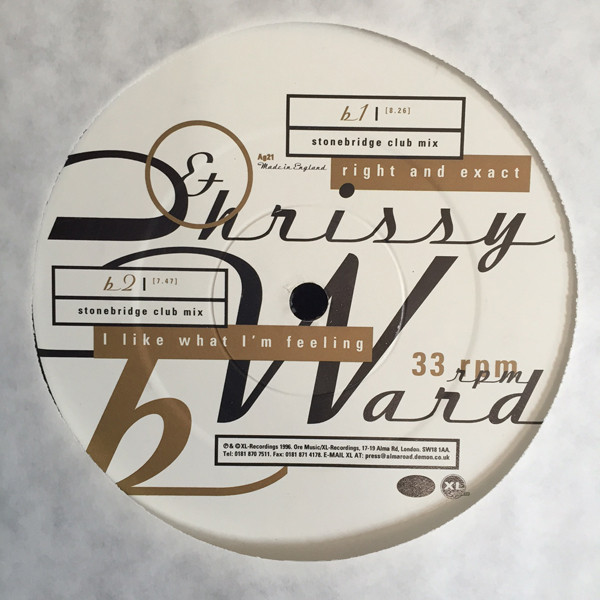 b1 | [8.26]
stonebridge club mix
&
Ag21
Made in England
right and exact
Chrissy
b2 | [7.47]
stonebridge club mix
I like what I'm feeling
33 rpm
rpm
Ward
b
℗ & © XL-Recordings 1996. Ore Music/XL-Recordings, 17-19 Alma Rd, London. SW18 1AA.
Tel: 0181 870 7511. Fax: 0181 871 4178. E-MAIL XL AT: press@almaroad.demon.co.uk
XL